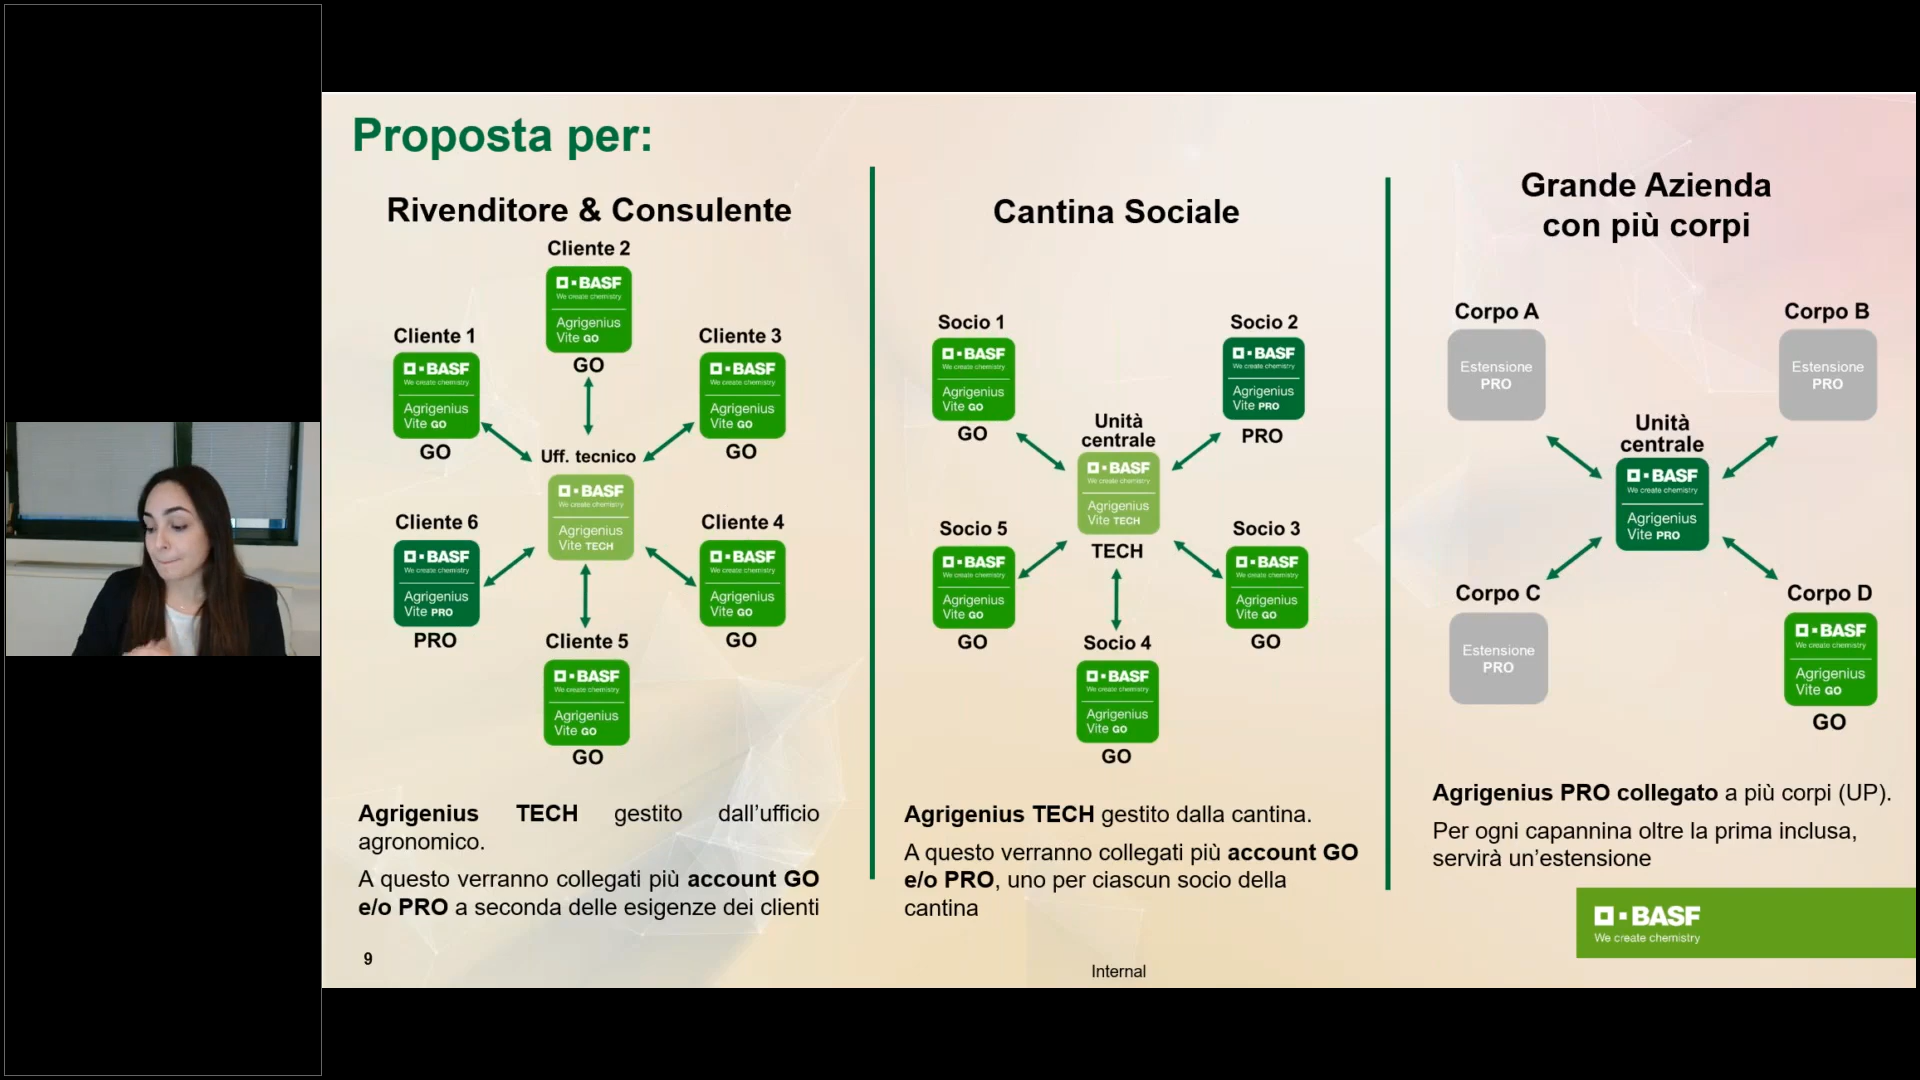 Proposta per:
Rivenditore & Consulente
Cliente 2
BASF
We create chemistry
Agrigenius
Vite GO
GO
Cliente 1
BASF
We create chemistry
Agrigenius
Vite GO
GO
Cliente 3
BASF
We create chemistry
Agrigenius
Vite GO
GO
Uff. tecnico
BASF
We create chemistry
Agrigenius
Vite TECH
Cliente 6
BASF
We create chemistry
Agrigenius
Vite PRO
PRO
Cliente 4
BASF
We create chemistry
Agrigenius
Vite GO
GO
Cliente 5
BASF
We create chemistry
Agrigenius
Vite GO
GO
Agrigenius TECH gestito dall’ufficio
agronomico.
A questo verranno collegati più account GO
e/o PRO a seconda delle esigenze dei clienti
Cantina Sociale
Socio 1
BASF
We create chemistry
Agrigenius
Vite GO
GO
Socio 2
BASF
We create chemistry
Agrigenius
Vite PRO
PRO
Unità
centrale
BASF
We create chemistry
Agrigenius
Vite TECH
TECH
Socio 5
BASF
We create chemistry
Agrigenius
Vite GO
GO
Socio 3
BASF
We create chemistry
Agrigenius
Vite GO
GO
Socio 4
BASF
We create chemistry
Agrigenius
Vite GO
GO
Agrigenius TECH gestito dalla cantina.
A questo verranno collegati più account GO
e/o PRO, uno per ciascun socio della
cantina
Grande Azienda
con più corpi
Corpo A
Estensione
PRO
Corpo B
Estensione
PRO
Unità
centrale
BASF
We create chemistry
Agrigenius
Vite PRO
Corpo C
Estensione
PRO
Corpo D
BASF
We create chemistry
Agrigenius
Vite GO
GO
Agrigenius PRO collegato a più corpi (UP).
Per ogni capannina oltre la prima inclusa,
servirà un’estensione
BASF
We create chemistry
9
Internal